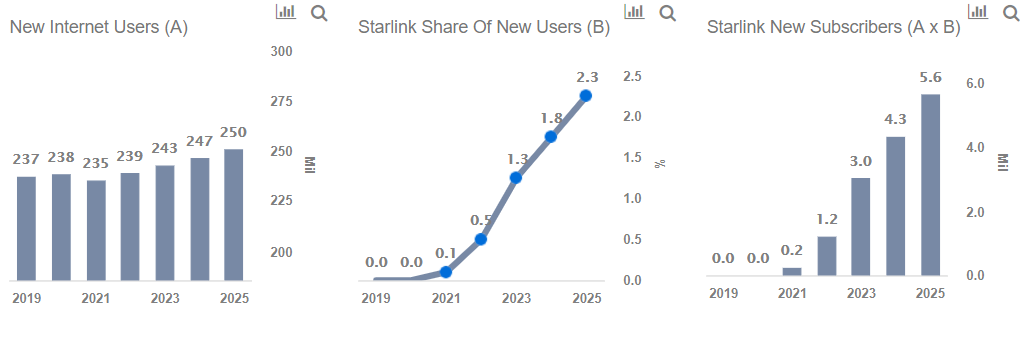 New Internet Users (A)
300
275
250
225
200
Mil
237 238 235 239 243 247 250
2019 2021 2023 2025
Starlink Share Of New Users (B)
2.5
2.0
1.5
1.0
0.5
0.0
%
0.0 0.0 0.1 0.5 1.3 1.8 2.3
2019 2021 2023 2025
Starlink New Subscribers (A x B)
6.0
4.0
2.0
0.0
Mil
0.0 0.0 0.2 1.2 3.0 4.3 5.6
2019 2021 2023 2025